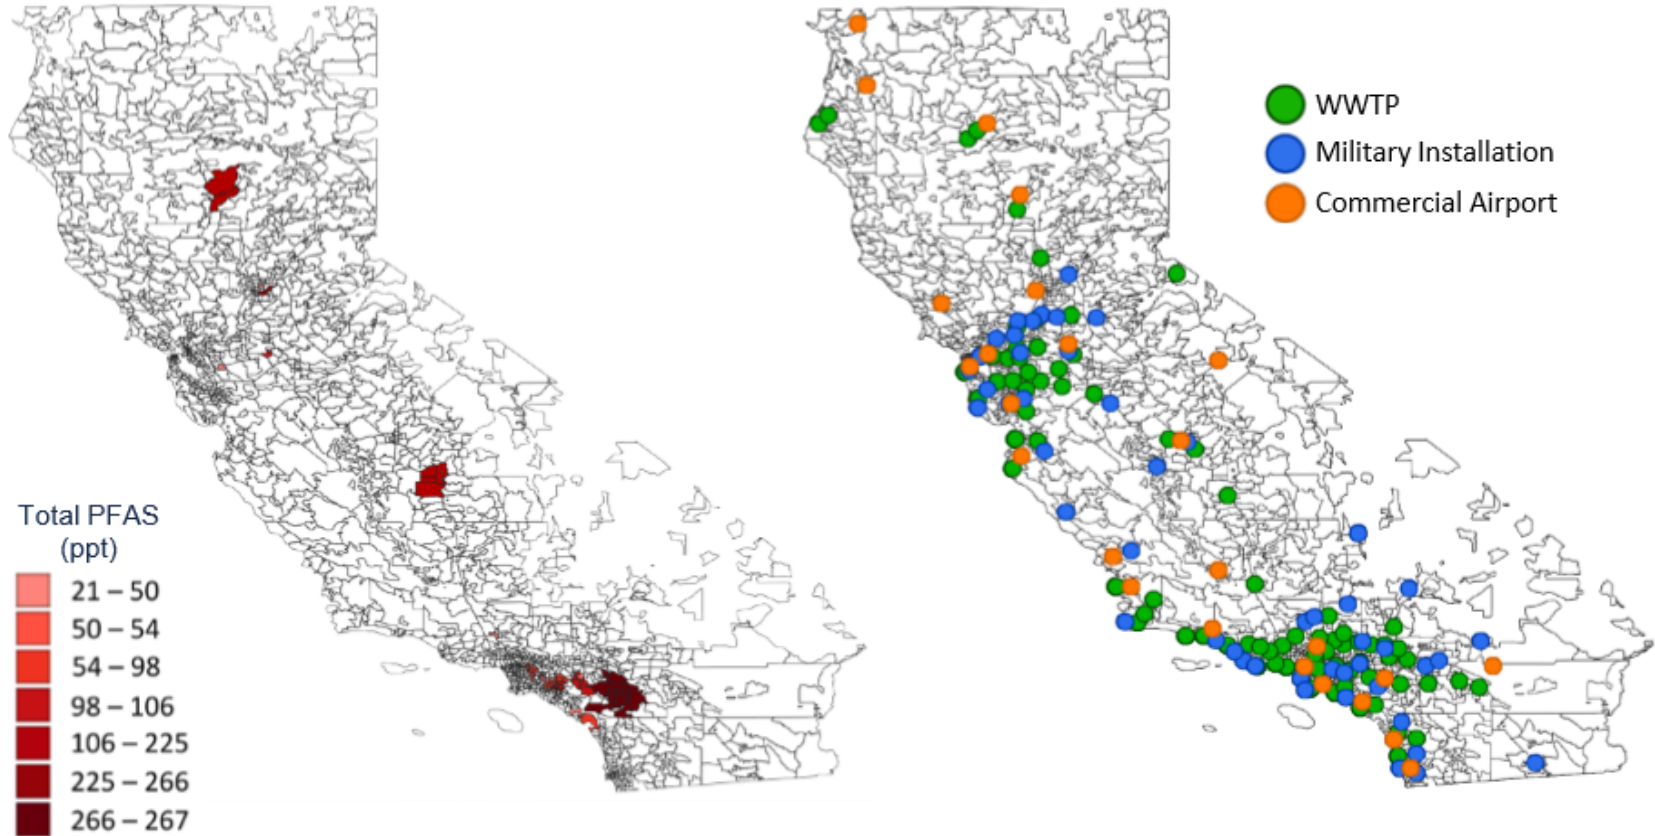 Total PFAS
(ppt)
21 – 50
50 – 54
54 – 98
98 – 106
106 – 225
225 – 266
266 – 267
WWTP
Military Installation
Commercial Airport